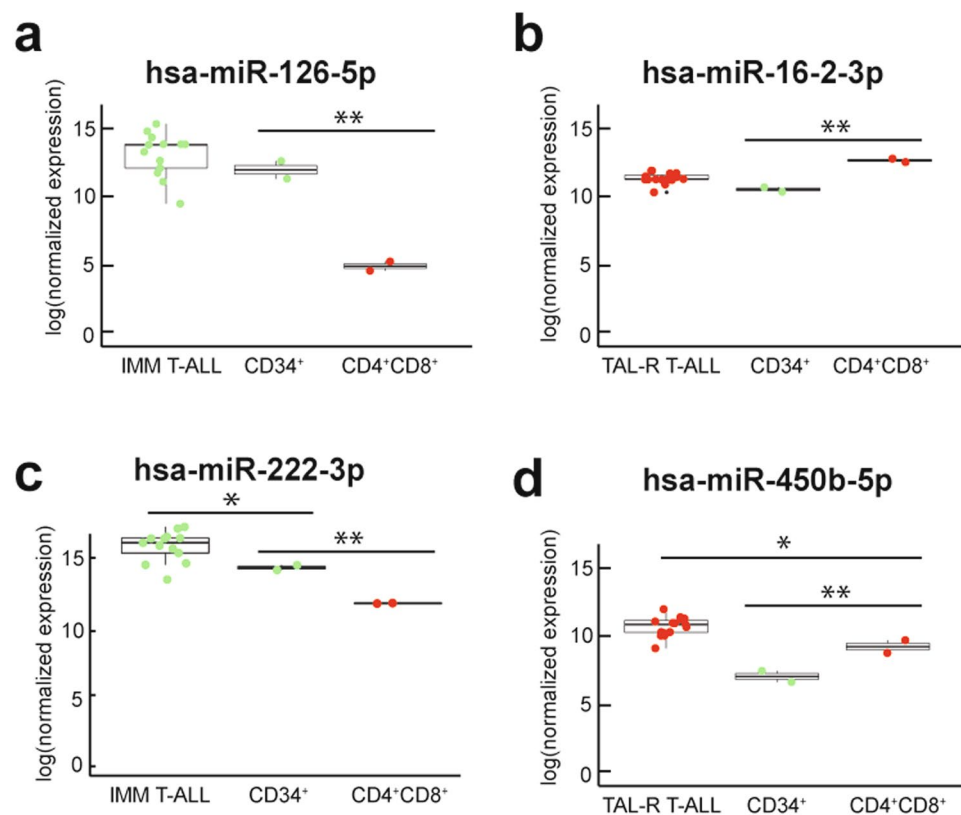 a
hsa-miR-126-5p
**
log(normalized expression)
15
10
5
0
IMM T-ALL CD34⁺ CD4⁺CD8⁺
b
hsa-miR-16-2-3p
**
log(normalized expression)
15
10
5
0
TAL-R T-ALL CD34⁺ CD4⁺CD8⁺
c
hsa-miR-222-3p
*
**
log(normalized expression)
15
10
5
0
IMM T-ALL CD34⁺ CD4⁺CD8⁺
d
hsa-miR-450b-5p
*
**
log(normalized expression)
15
10
5
0
TAL-R T-ALL CD34⁺ CD4⁺CD8⁺